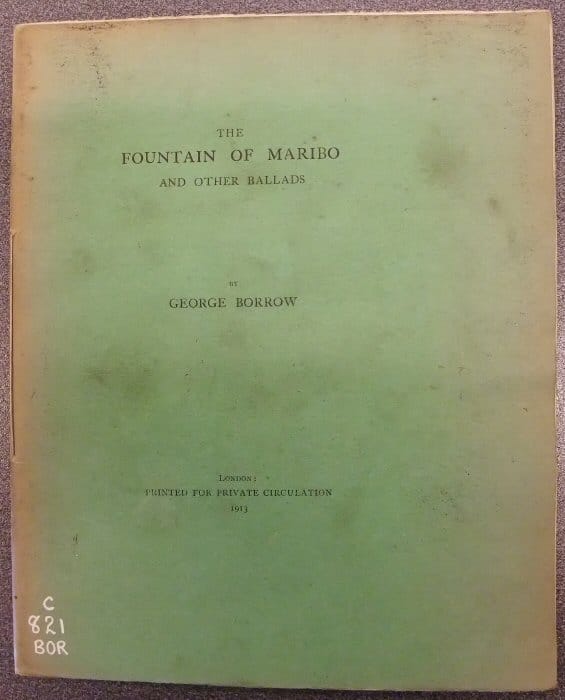 THE
FOUNTAIN OF MARIBO
AND OTHER BALLADS
BY
GEORGE BORROW
LONDON:
PRINTED FOR PRIVATE CIRCULATION
1913
C
821
BOR